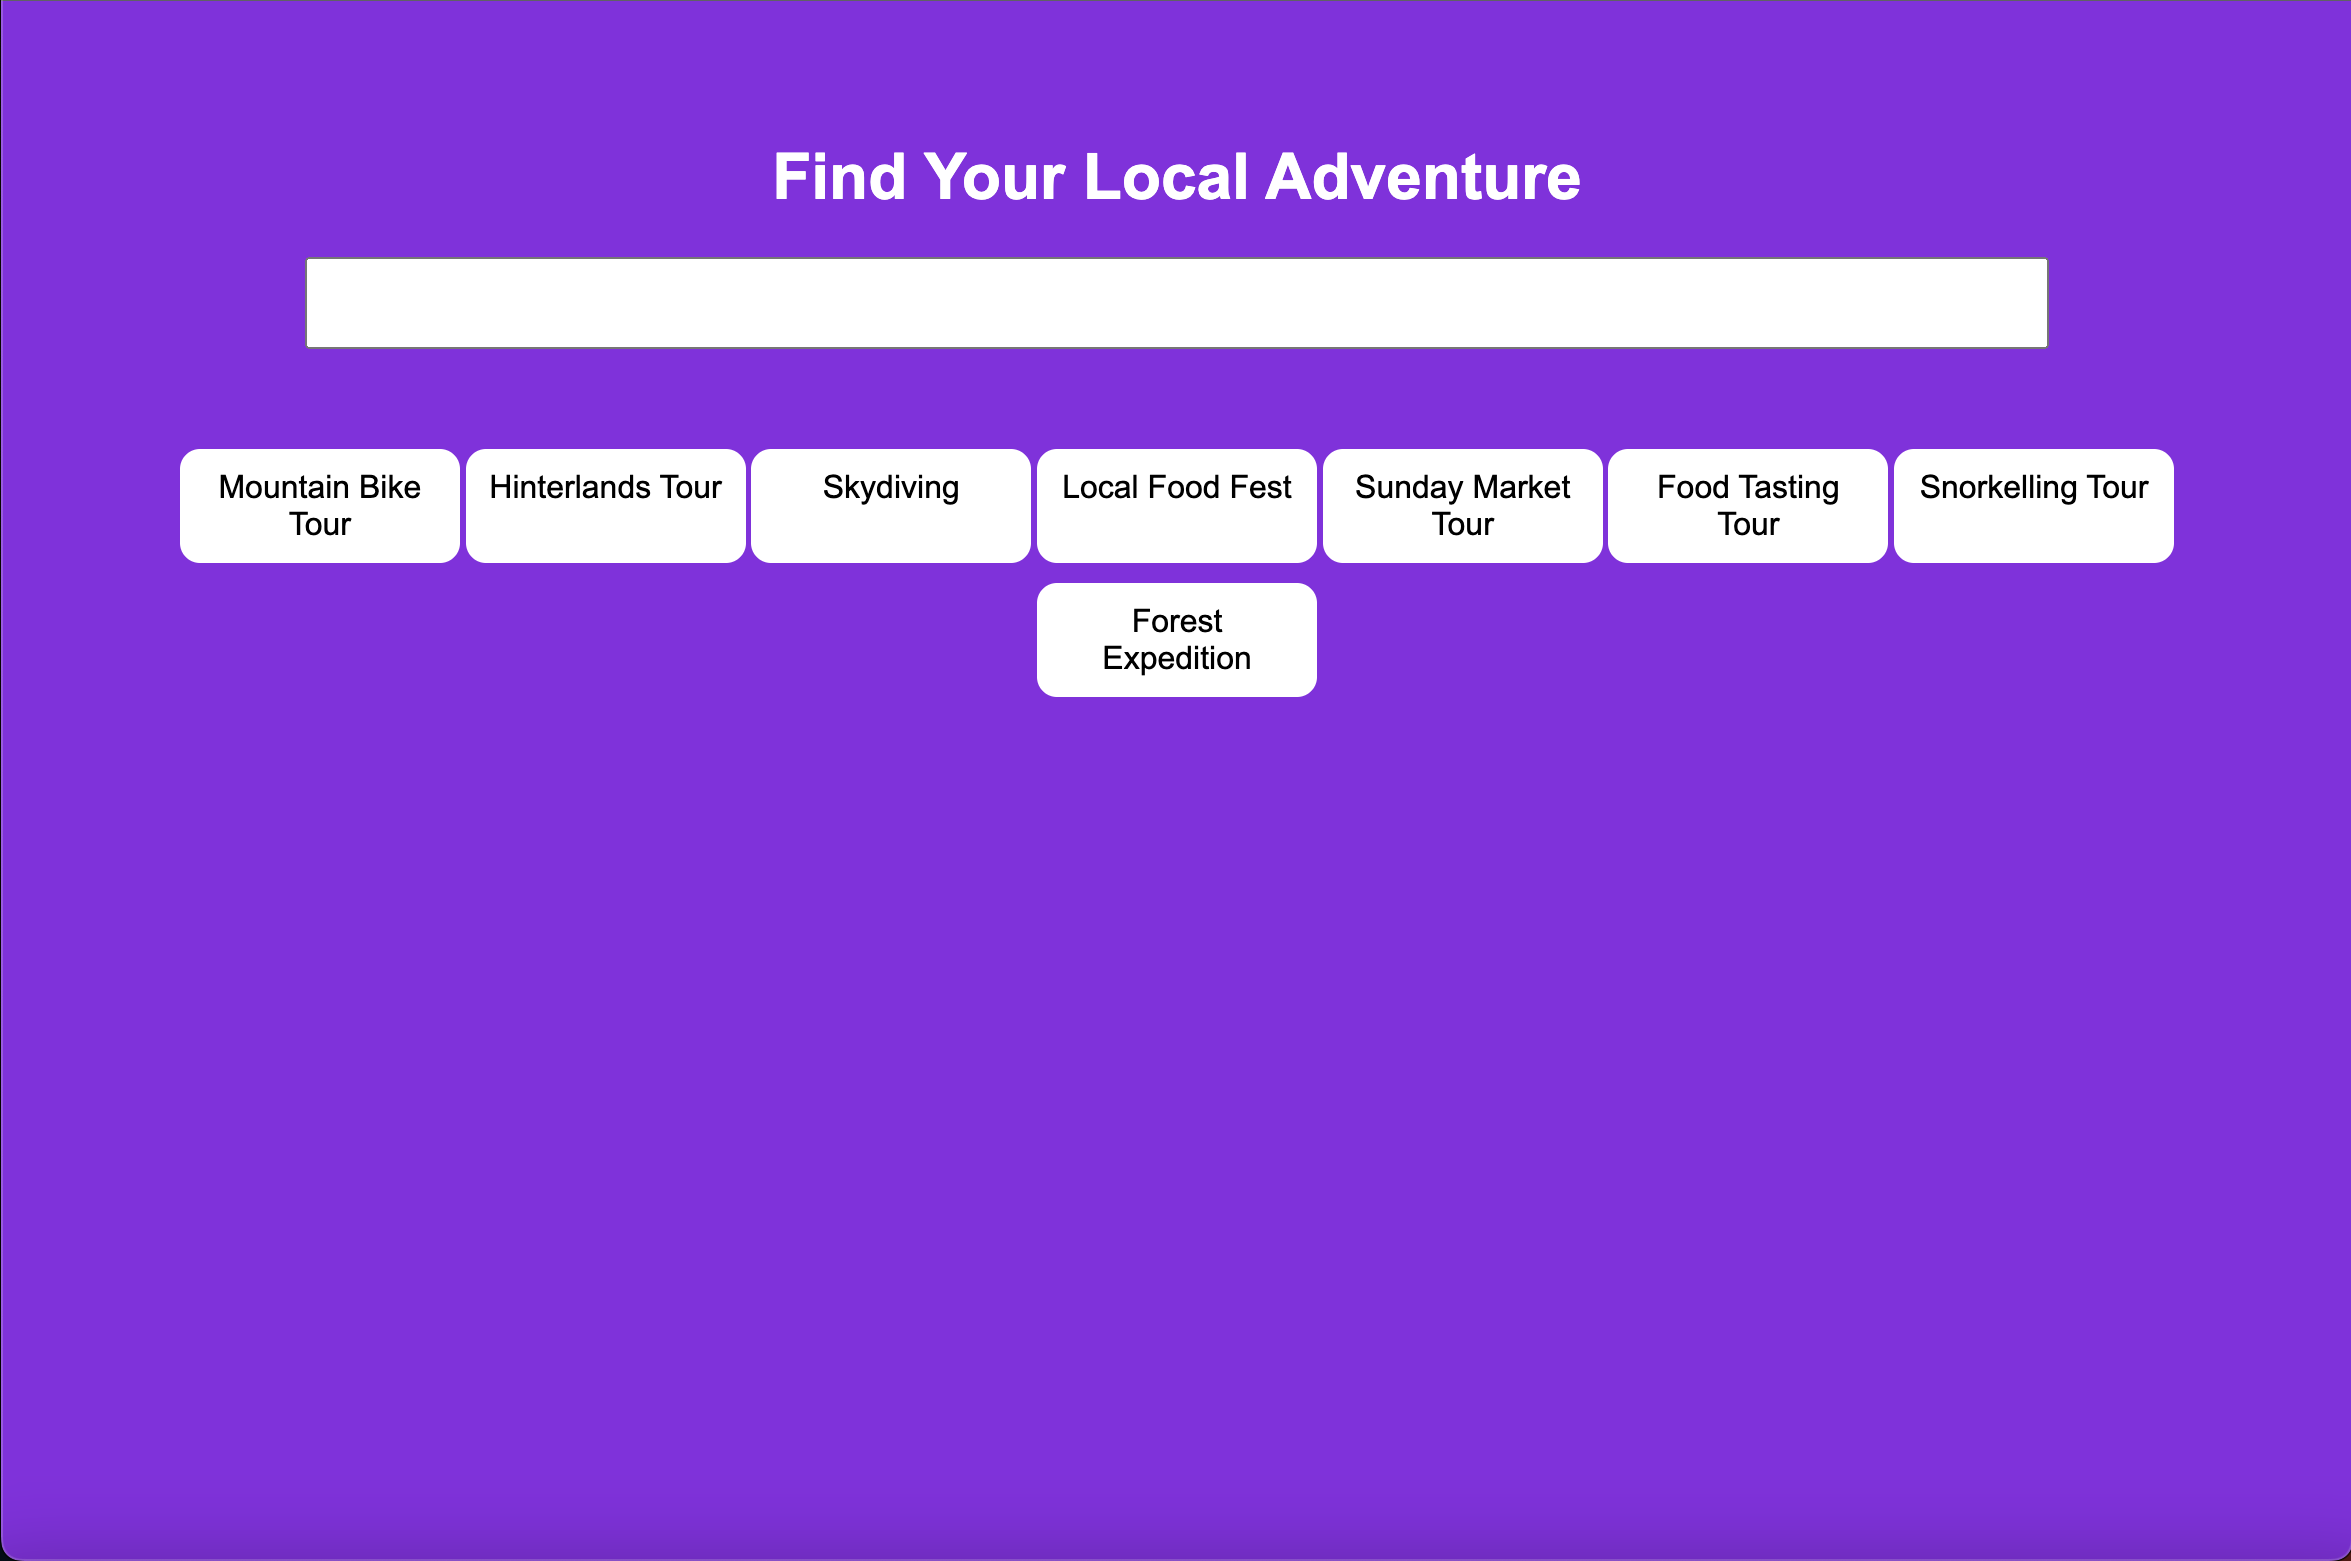 Find Your Local Adventure
Mountain Bike
Tour
Hinterlands Tour
Skydiving
Local Food Fest
Sunday Market
Tour
Food Tasting
Tour
Snorkelling Tour
Forest
Expedition